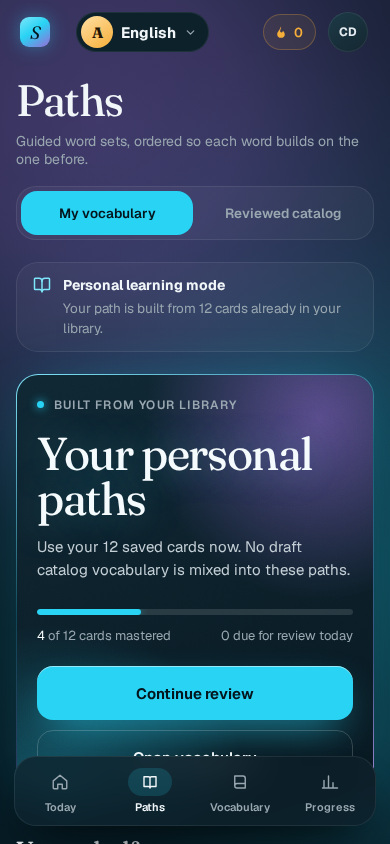 S
A English
0
CD
Paths
Guided word sets, ordered so each word builds on the
one before.
My vocabulary
Reviewed catalog
Personal learning mode
Your path is built from 12 cards already in your
library.
BUILT FROM YOUR LIBRARY
Your personal
paths
Use your 12 saved cards now. No draft
catalog vocabulary is mixed into these paths.
4 of 12 cards mastered
0 due for review today
Continue review
Today
Paths
Vocabulary
Progress